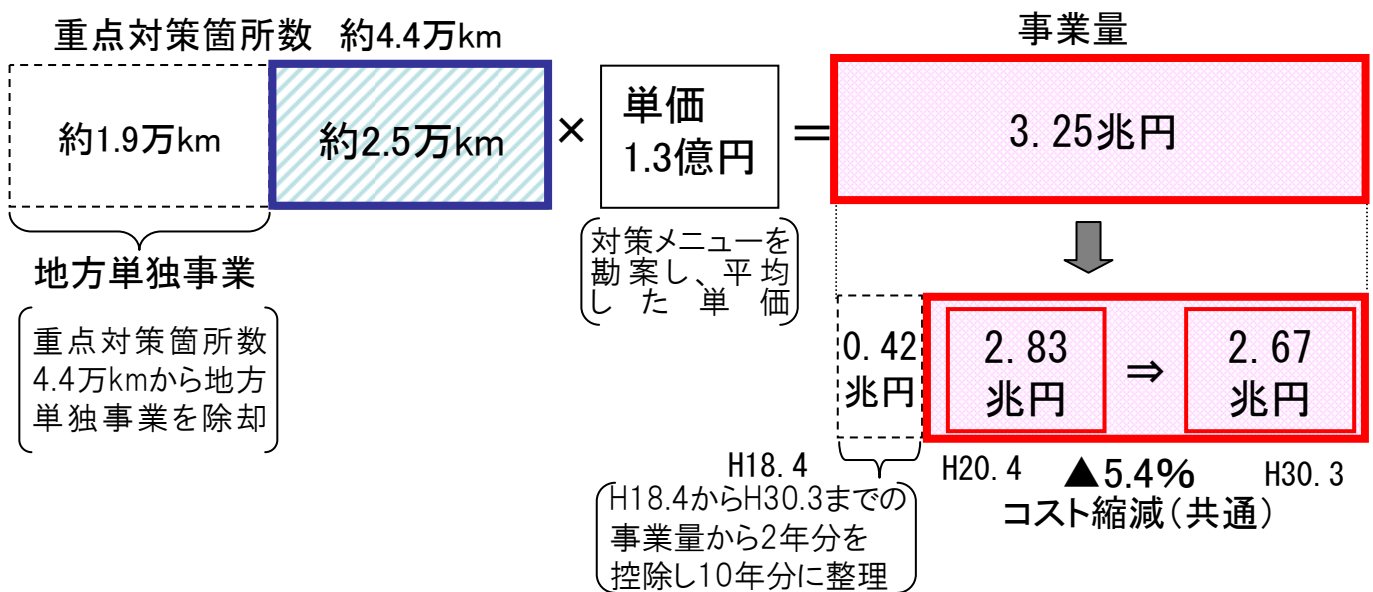 重点対策箇所数 約4.4万km
事業量
約1.9万km
約2.5万km
×
単価
1.3億円
＝
3.25兆円
地方単独事業
重点対策箇所数
4.4万kmから地方
単独事業を除却
対策メニューを
勘案し、平均
した単価
0.42
兆円
2.83
兆円
⇒
2.67
兆円
H18.4
H20.4
▲5.4%
H30.3
コスト縮減(共通)
H18.4からH30.3までの
事業量から2年分を
控除し10年分に整理